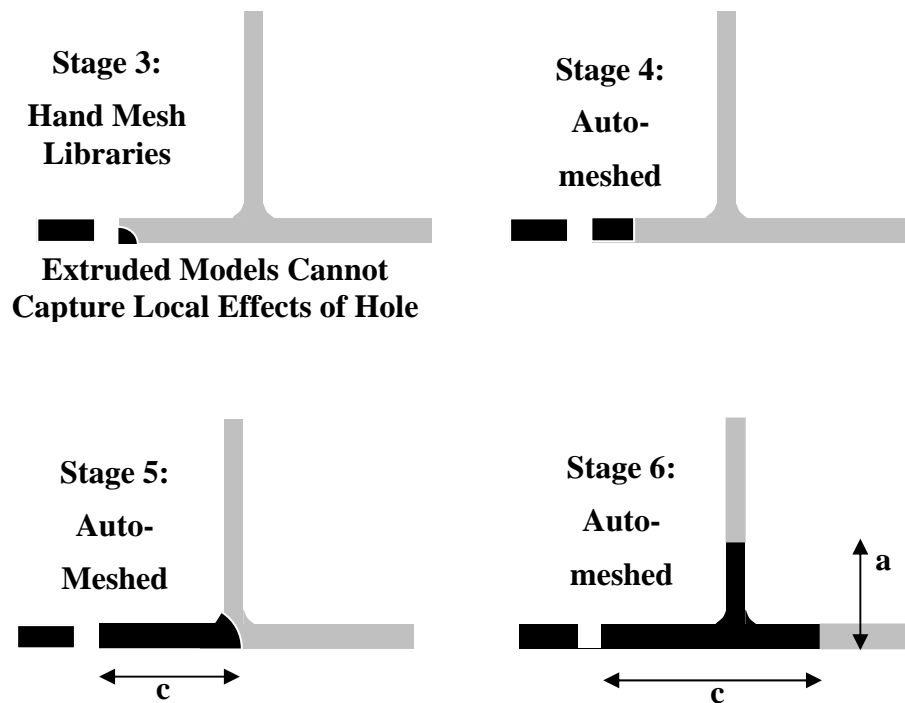 Stage 3:
Hand Mesh
Libraries
Extruded Models Cannot
Capture Local Effects of Hole
Stage 4:
Auto-
meshed
Stage 5:
Auto-
Meshed
c
Stage 6:
Auto-
meshed
a
c